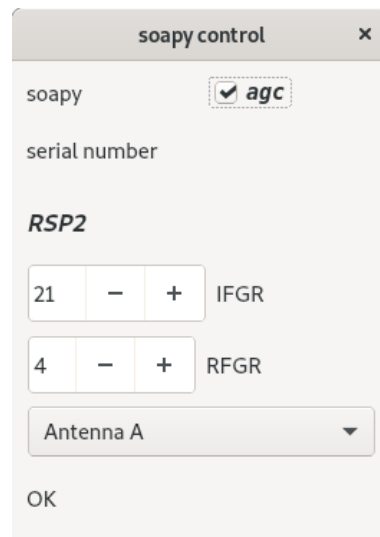 soapy control
soapy agc
serial number
RSP2
21 IFGR
4 RFGR
Antenna A
OK